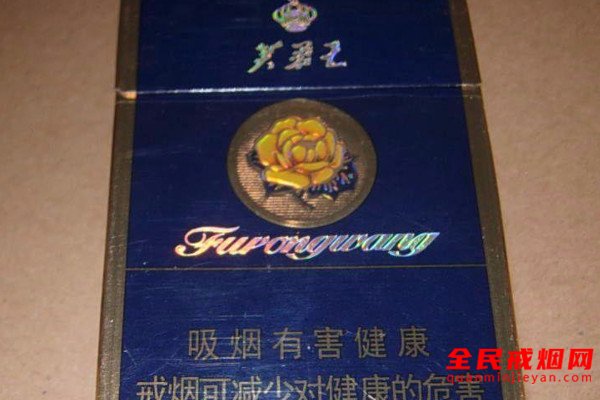 芙蓉王
Furongwang
吸烟有害健康
戒烟可减少对健康的危害
全民戒烟网